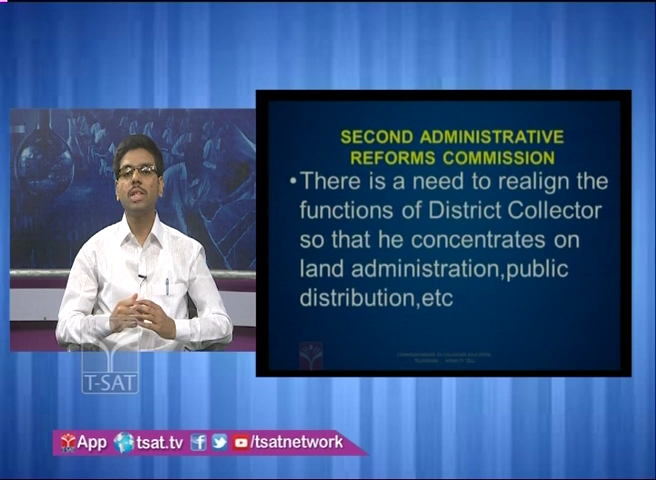 SECOND ADMINISTRATIVE
REFORMS COMMISSION
•There is a need to realign the
functions of District Collector
so that he concentrates on
land administration,public
distribution,etc
T-SAT
App tsat.tv /tsatnetwork